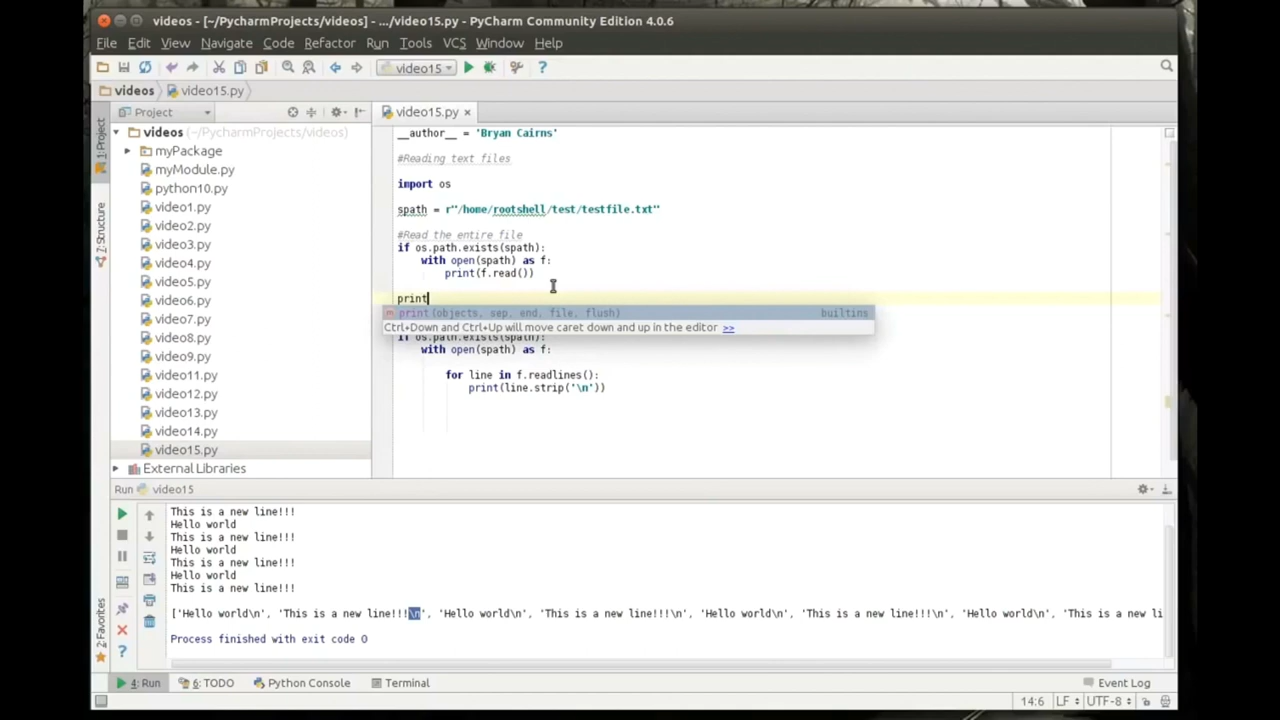 videos - [~/PycharmProjects/videos] - .../video15.py - PyCharm Community Edition 4.0.6
File Edit View Navigate Code Refactor Run Tools VCS Window Help
video15
videos video15.py
Project
video15.py
1: Project
7: Structure
2: Favorites
videos (~/PycharmProjects/videos)
myPackage
myModule.py
python10.py
video1.py
video2.py
video3.py
video4.py
video5.py
video6.py
video7.py
video8.py
video9.py
video11.py
video12.py
video13.py
video14.py
video15.py
External Libraries
__author__ = 'Bryan Cairns'
#Reading text files
import os
spath = r"/home/rootshell/test/testfile.txt"
#Read the entire file
if os.path.exists(spath):
with open(spath) as f:
print(f.read())
print
print(objects, sep, end, file, flush) builtins
Ctrl+Down and Ctrl+Up will move caret down and up in the editor >>
if os.path.exists(spath):
with open(spath) as f:
for line in f.readlines():
print(line.strip('\n'))
Run video15
This is a new line!!!
Hello world
This is a new line!!!
Hello world
This is a new line!!!
Hello world
This is a new line!!!
['Hello world\n', 'This is a new line!!!\n', 'Hello world\n', 'This is a new line!!!\n', 'Hello world\n', 'This is a new line!!!\n', 'Hello world\n', 'This is a new li
Process finished with exit code 0
4: Run 6: TODO Python Console Terminal Event Log
14:6 LF UTF-8